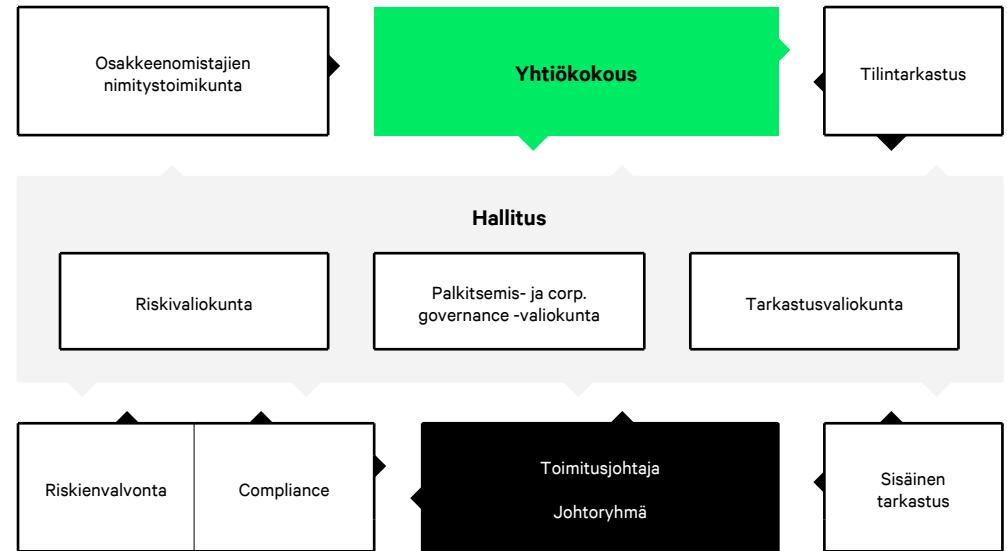 Osakkeenomistajien
nimitystoimikunta
Yhtiökokous
Tilintarkastus
Hallitus
Riskivaliokunta
Palkitsemis- ja corp.
governance -valiokunta
Tarkastusvaliokunta
Riskienvalvonta
Compliance
Toimitusjohtaja
Johtoryhmä
Sisäinen
tarkastus